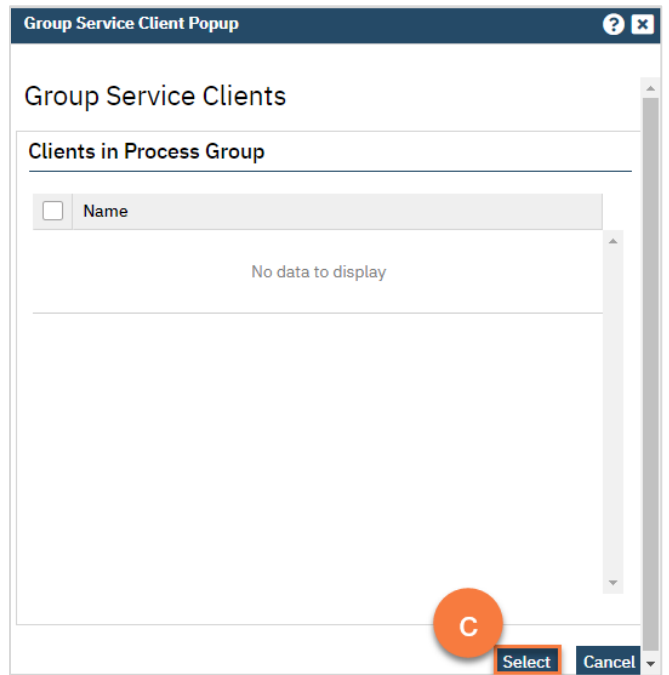 Group Service Client Popup ?
Group Service Clients
Clients in Process Group
Name
No data to display
C
Select Cancel